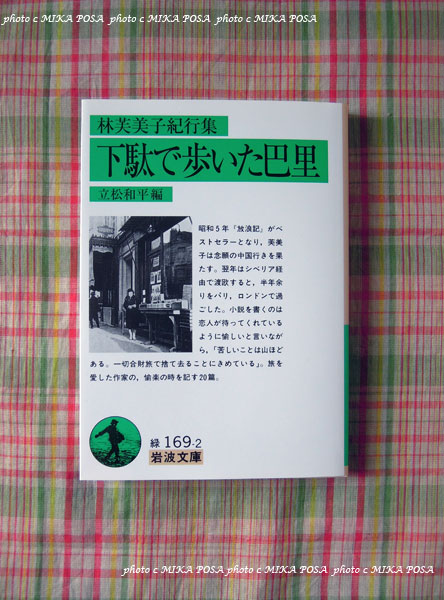 photo c MIKA POSA photo c MIKA POSA photo c MIKA POSA
林芙美子紀行集
下駄で歩いた巴里
立松和平編
昭和5年『放浪記』がベ
ストセラーとなり，芙美
子は念願の中国行きを果
たす．翌年はシベリア経
由で渡欧すると，半年余
りをパリ，ロンドンで過
ごした．小説を書くのは
恋人が待ってくれている
ように愉しいと言いなが
ら，「苦しいことは山ほど
ある．一切合財旅で捨て去ることにきめている」．旅を
愛した作家の，愉楽の時を記す20篇．
緑 169-2
岩波文庫
photo c MIKA POSA photo c MIKA POSA photo c MIKA POSA